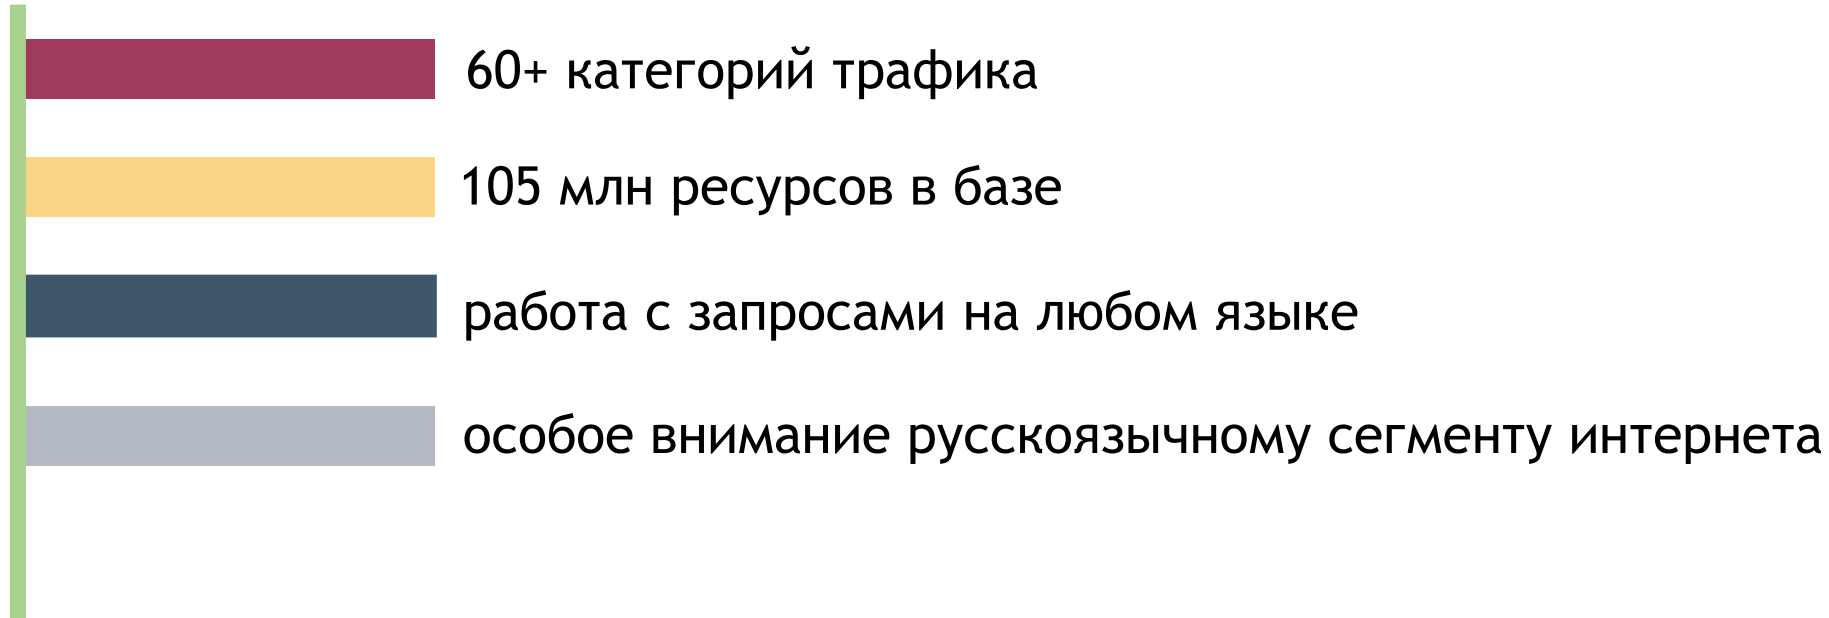 60+ категорий трафика
105 млн ресурсов в базе
работа с запросами на любом языке
особое внимание русскоязычному сегменту интернета